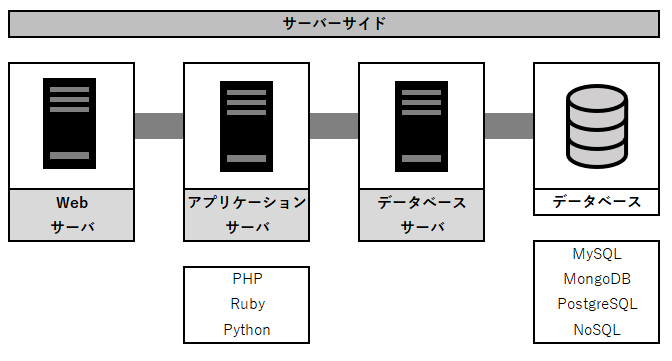 サーバーサイド
Web
サーバ
アプリケーション
サーバ
データベース
サーバ
データベース
PHP
Ruby
Python
MySQL
MongoDB
PostgreSQL
NoSQL